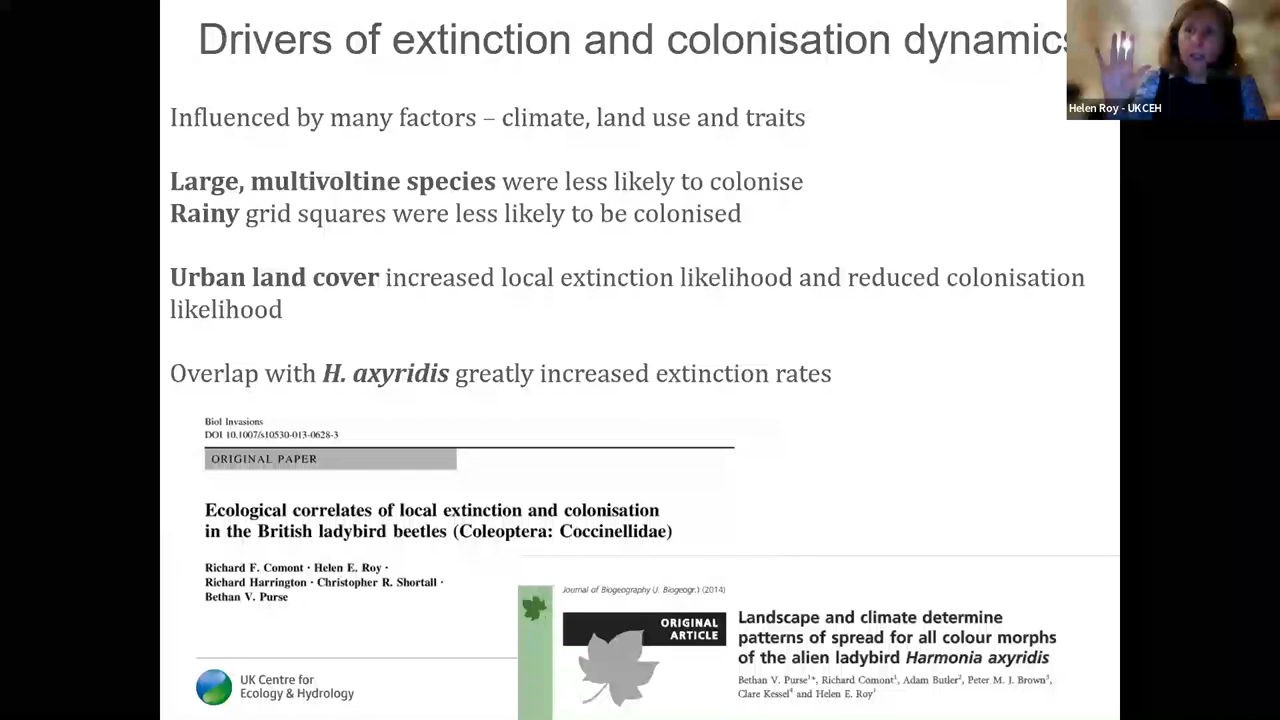 Drivers of extinction and colonisation dynamics
Helen Roy - UKCEH
Influenced by many factors – climate, land use and traits
Large, multivoltine species were less likely to colonise
Rainy grid squares were less likely to be colonised
Urban land cover increased local extinction likelihood and reduced colonisation
likelihood
Overlap with H. axyridis greatly increased extinction rates
Biol Invasions
DOI 10.1007/s10530-013-0628-3
ORIGINAL PAPER
Ecological correlates of local extinction and colonisation
in the British ladybird beetles (Coleoptera: Coccinellidae)
Richard F. Comont · Helen E. Roy ·
Richard Harrington · Christopher R. Shortall ·
Bethan V. Purse
Journal of Biogeography (J. Biogeogr.) (2014)
ORIGINAL
ARTICLE
Landscape and climate determine
patterns of spread for all colour morphs
of the alien ladybird Harmonia axyridis
Bethan V. Purse¹*, Richard Comont¹, Adam Butler², Peter M. J. Brown³,
Clare Kessel⁴ and Helen E. Roy¹
UK Centre for
Ecology & Hydrology